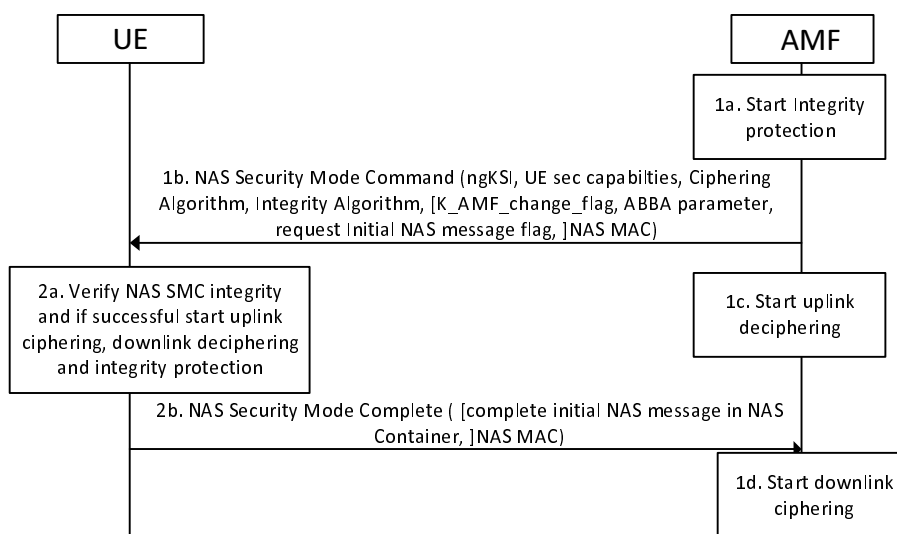 UE
AMF
1a. Start Integrity
protection
1b. NAS Security Mode Command (ngKSI, UE sec capabilties, Ciphering
Algorithm, Integrity Algorithm, [K_AMF_change_flag, ABBA parameter,
request Initial NAS message flag, ]NAS MAC)
2a. Verify NAS SMC integrity
and if successful start uplink
ciphering, downlink deciphering
and integrity protection
1c. Start uplink
deciphering
2b. NAS Security Mode Complete ( [complete initial NAS message in NAS
Container, ]NAS MAC)
1d. Start downlink
ciphering